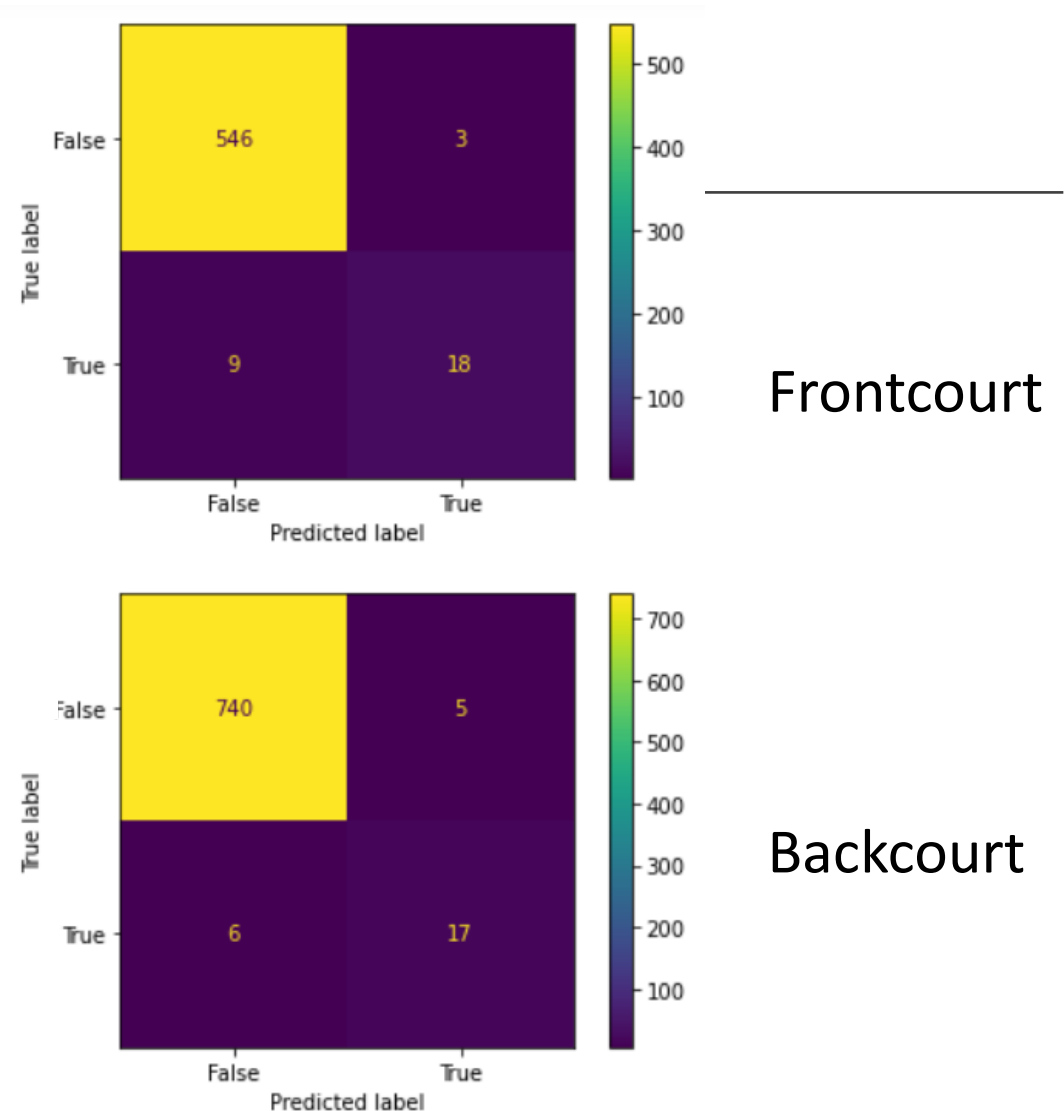 546
3
9
18
False
True
True label
False
True
Predicted label
500
400
300
200
100
Frontcourt
740
5
6
17
False
True
True label
False
True
Predicted label
700
600
500
400
300
200
100
Backcourt